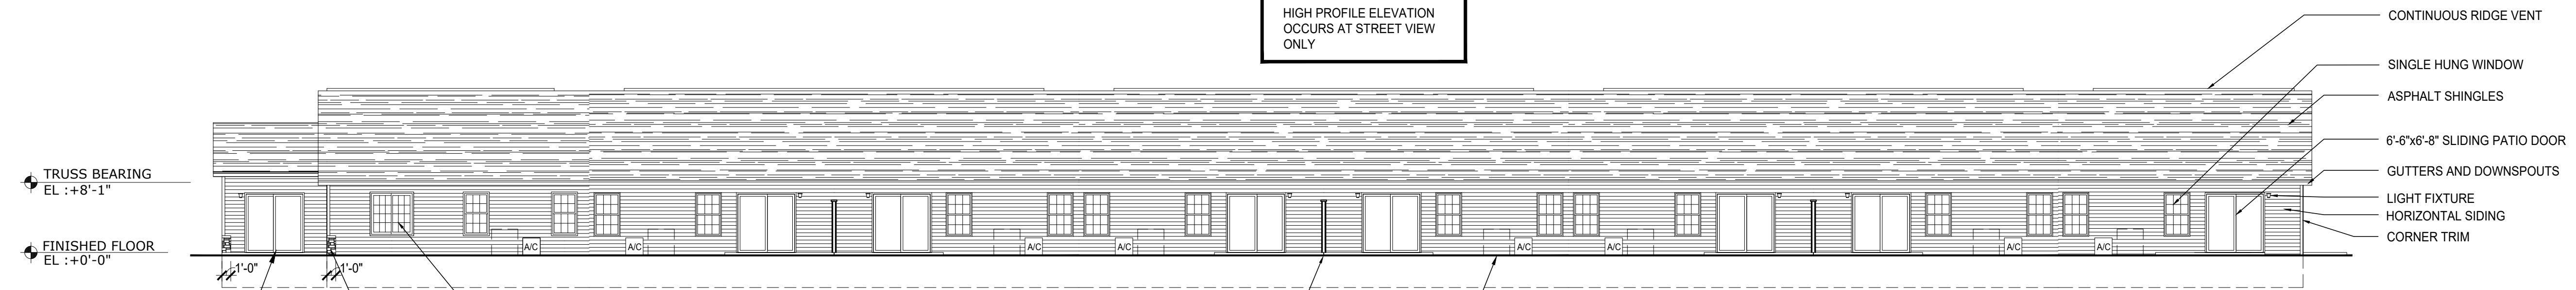 HIGH PROFILE ELEVATION
OCCURS AT STREET VIEW
ONLY
CONTINUOUS RIDGE VENT
SINGLE HUNG WINDOW
ASPHALT SHINGLES
6'-6"x6'-8" SLIDING PATIO DOOR
GUTTERS AND DOWNSPOUTS
LIGHT FIXTURE
HORIZONTAL SIDING
CORNER TRIM
TRUSS BEARING
EL :+8'-1"
FINISHED FLOOR
EL :+0'-0"
A/C
A/C
A/C
A/C
A/C
A/C
A/C
A/C
1'-0"
1'-0"